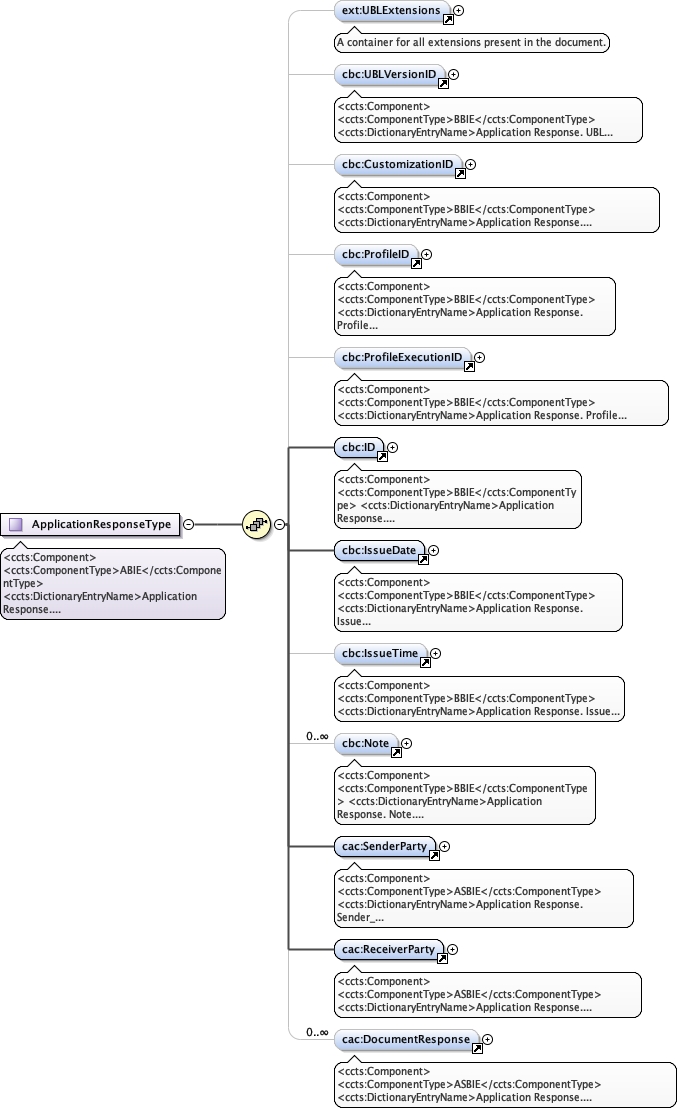 ext:UBLExtensions
A container for all extensions present in the document.
cbc:UBLVersionID
<ccts:Component>
<ccts:ComponentType>BBIE</ccts:ComponentType>
<ccts:DictionaryEntryName>Application Response. UBL...
cbc:CustomizationID
<ccts:Component>
<ccts:ComponentType>BBIE</ccts:ComponentType>
<ccts:DictionaryEntryName>Application Response....
cbc:ProfileID
<ccts:Component>
<ccts:ComponentType>BBIE</ccts:ComponentType>
<ccts:DictionaryEntryName>Application Response.
Profile...
cbc:ProfileExecutionID
<ccts:Component>
<ccts:ComponentType>BBIE</ccts:ComponentType>
<ccts:DictionaryEntryName>Application Response. Profile...
cbc:ID
<ccts:Component>
<ccts:ComponentType>BBIE</ccts:ComponentTy
pe> <ccts:DictionaryEntryName>Application
Response....
ApplicationResponseType
<ccts:Component>
<ccts:ComponentType>ABIE</ccts:Compone
ntType>
<ccts:DictionaryEntryName>Application
Response....
cbc:IssueDate
<ccts:Component>
<ccts:ComponentType>BBIE</ccts:ComponentType>
<ccts:DictionaryEntryName>Application Response.
Issue...
cbc:IssueTime
<ccts:Component>
<ccts:ComponentType>BBIE</ccts:ComponentType>
<ccts:DictionaryEntryName>Application Response. Issue...
0..∞
cbc:Note
<ccts:Component>
<ccts:ComponentType>BBIE</ccts:ComponentType
> <ccts:DictionaryEntryName>Application
Response. Note....
cac:SenderParty
<ccts:Component>
<ccts:ComponentType>ASBIE</ccts:ComponentType>
<ccts:DictionaryEntryName>Application Response.
Sender_...
cac:ReceiverParty
<ccts:Component>
<ccts:ComponentType>ASBIE</ccts:ComponentType>
<ccts:DictionaryEntryName>Application Response....
0..∞
cac:DocumentResponse
<ccts:Component>
<ccts:ComponentType>ASBIE</ccts:ComponentType>
<ccts:DictionaryEntryName>Application Response....